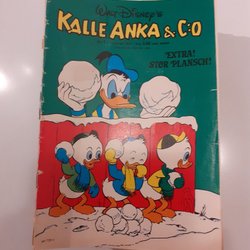 WALT DISNEY'S
KALLE ANKA & C:O
EXTRA!
STOR PLANSCH!